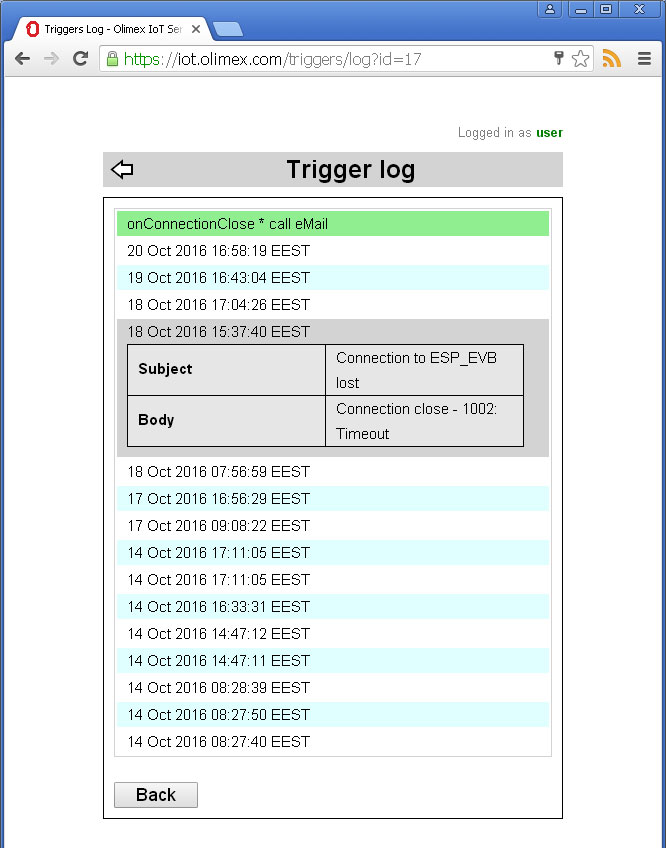 Triggers Log - Olimex IoT Ser
https://iot.olimex.com/triggers/log?id=17
Logged in as user
Trigger log
onConnectionClose * call eMail
20 Oct 2016 16:58:19 EEST
19 Oct 2016 16:43:04 EEST
18 Oct 2016 17:04:26 EEST
18 Oct 2016 15:37:40 EEST
Subject
Connection to ESP_EVB
lost
Body
Connection close - 1002:
Timeout
18 Oct 2016 07:56:59 EEST
17 Oct 2016 16:56:29 EEST
17 Oct 2016 09:08:22 EEST
14 Oct 2016 17:11:05 EEST
14 Oct 2016 17:11:05 EEST
14 Oct 2016 16:33:31 EEST
14 Oct 2016 14:47:12 EEST
14 Oct 2016 14:47:11 EEST
14 Oct 2016 08:28:39 EEST
14 Oct 2016 08:27:50 EEST
14 Oct 2016 08:27:40 EEST
Back